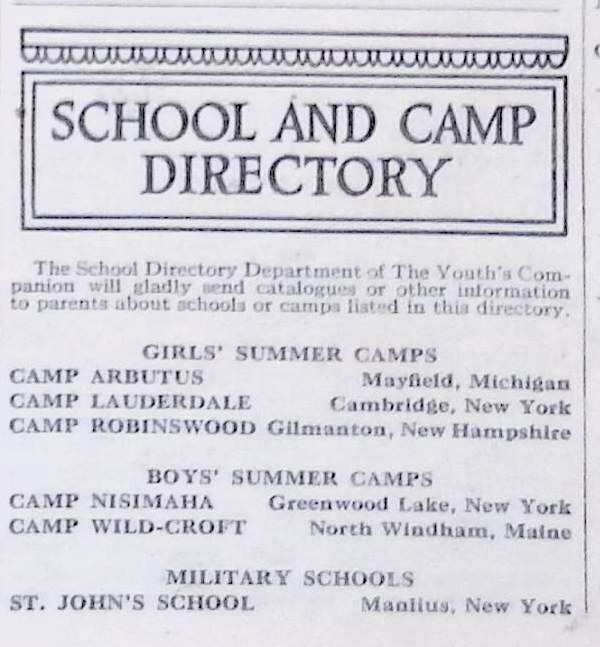 SCHOOL AND CAMP
DIRECTORY
The School Directory Department of The Youth's Com-
panion will gladly send catalogues or other information
to parents about schools or camps listed in this directory.
GIRLS' SUMMER CAMPS
CAMP ARBUTUS Mayfield, Michigan
CAMP LAUDERDALE Cambridge, New York
CAMP ROBINSWOOD Gilmanton, New Hampshire
BOYS' SUMMER CAMPS
CAMP NISIMAHA Greenwood Lake, New York
CAMP WILD-CROFT North Windham, Maine
MILITARY SCHOOLS
ST. JOHN'S SCHOOL Manlius, New York